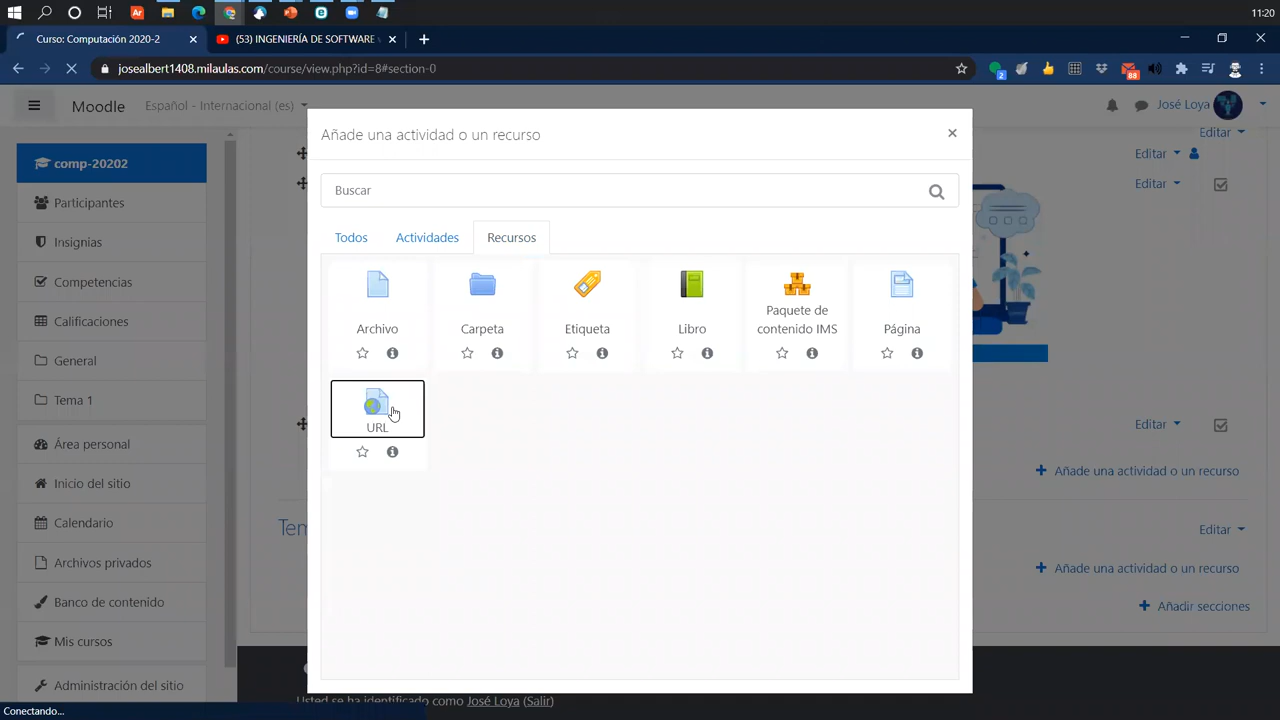 11:20
Curso: Computación 2020-2
(53) INGENIERÍA DE SOFTWARE
josealbert1408.milaulas.com/course/view.php?id=8#section-0
2
88
Moodle
Español - Internacional (es)
José Loya
Editar
Editar
Editar
Añade una actividad o un recurso
Buscar
Todos
Actividades
Recursos
Archivo
Carpeta
Etiqueta
Libro
Paquete de
contenido IMS
Página
URL
comp-20202
Participantes
Insignias
Competencias
Calificaciones
General
Tema 1
Área personal
Inicio del sitio
Calendario
Archivos privados
Banco de contenido
Mis cursos
Administración del sitio
Editar
Añade una actividad o un recurso
Tem
Editar
Añade una actividad o un recurso
Añadir secciones
Usted se ha identificado como José Loya (Salir)
Conectando...